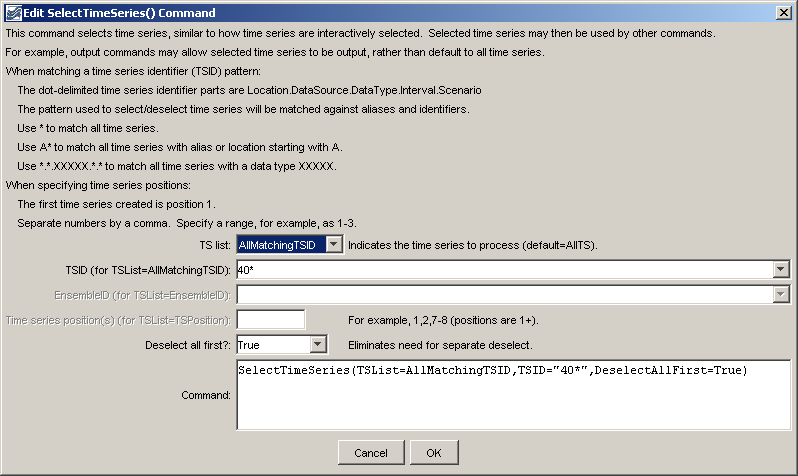 Edit SelectTimeSeries() Command
This command selects time series, similar to how time series are interactively selected. Selected time series may then be used by other commands.
For example, output commands may allow selected time series to be output, rather than default to all time series.
When matching a time series identifier (TSID) pattern:
The dot-delimited time series identifier parts are Location.DataSource.DataType.Interval.Scenario
The pattern used to select/deselect time series will be matched against aliases and identifiers.
Use * to match all time series.
Use A* to match all time series with alias or location starting with A.
Use *.*.XXXXX.*.* to match all time series with a data type XXXXX.
When specifying time series positions:
The first time series created is position 1.
Separate numbers by a comma. Specify a range, for example, as 1-3.
TS list: AllMatchingTSID Indicates the time series to process (default=AllTS).
TSID (for TSList=AllMatchingTSID): 40*
EnsembleID (for TSList=EnsembleID):
Time series position(s) (for TSList=TSPosition): For example, 1,2,7-8 (positions are 1+).
Deselect all first?: True Eliminates need for separate deselect.
Command: SelectTimeSeries(TSList=AllMatchingTSID,TSID="40*",DeselectAllFirst=True)
Cancel OK